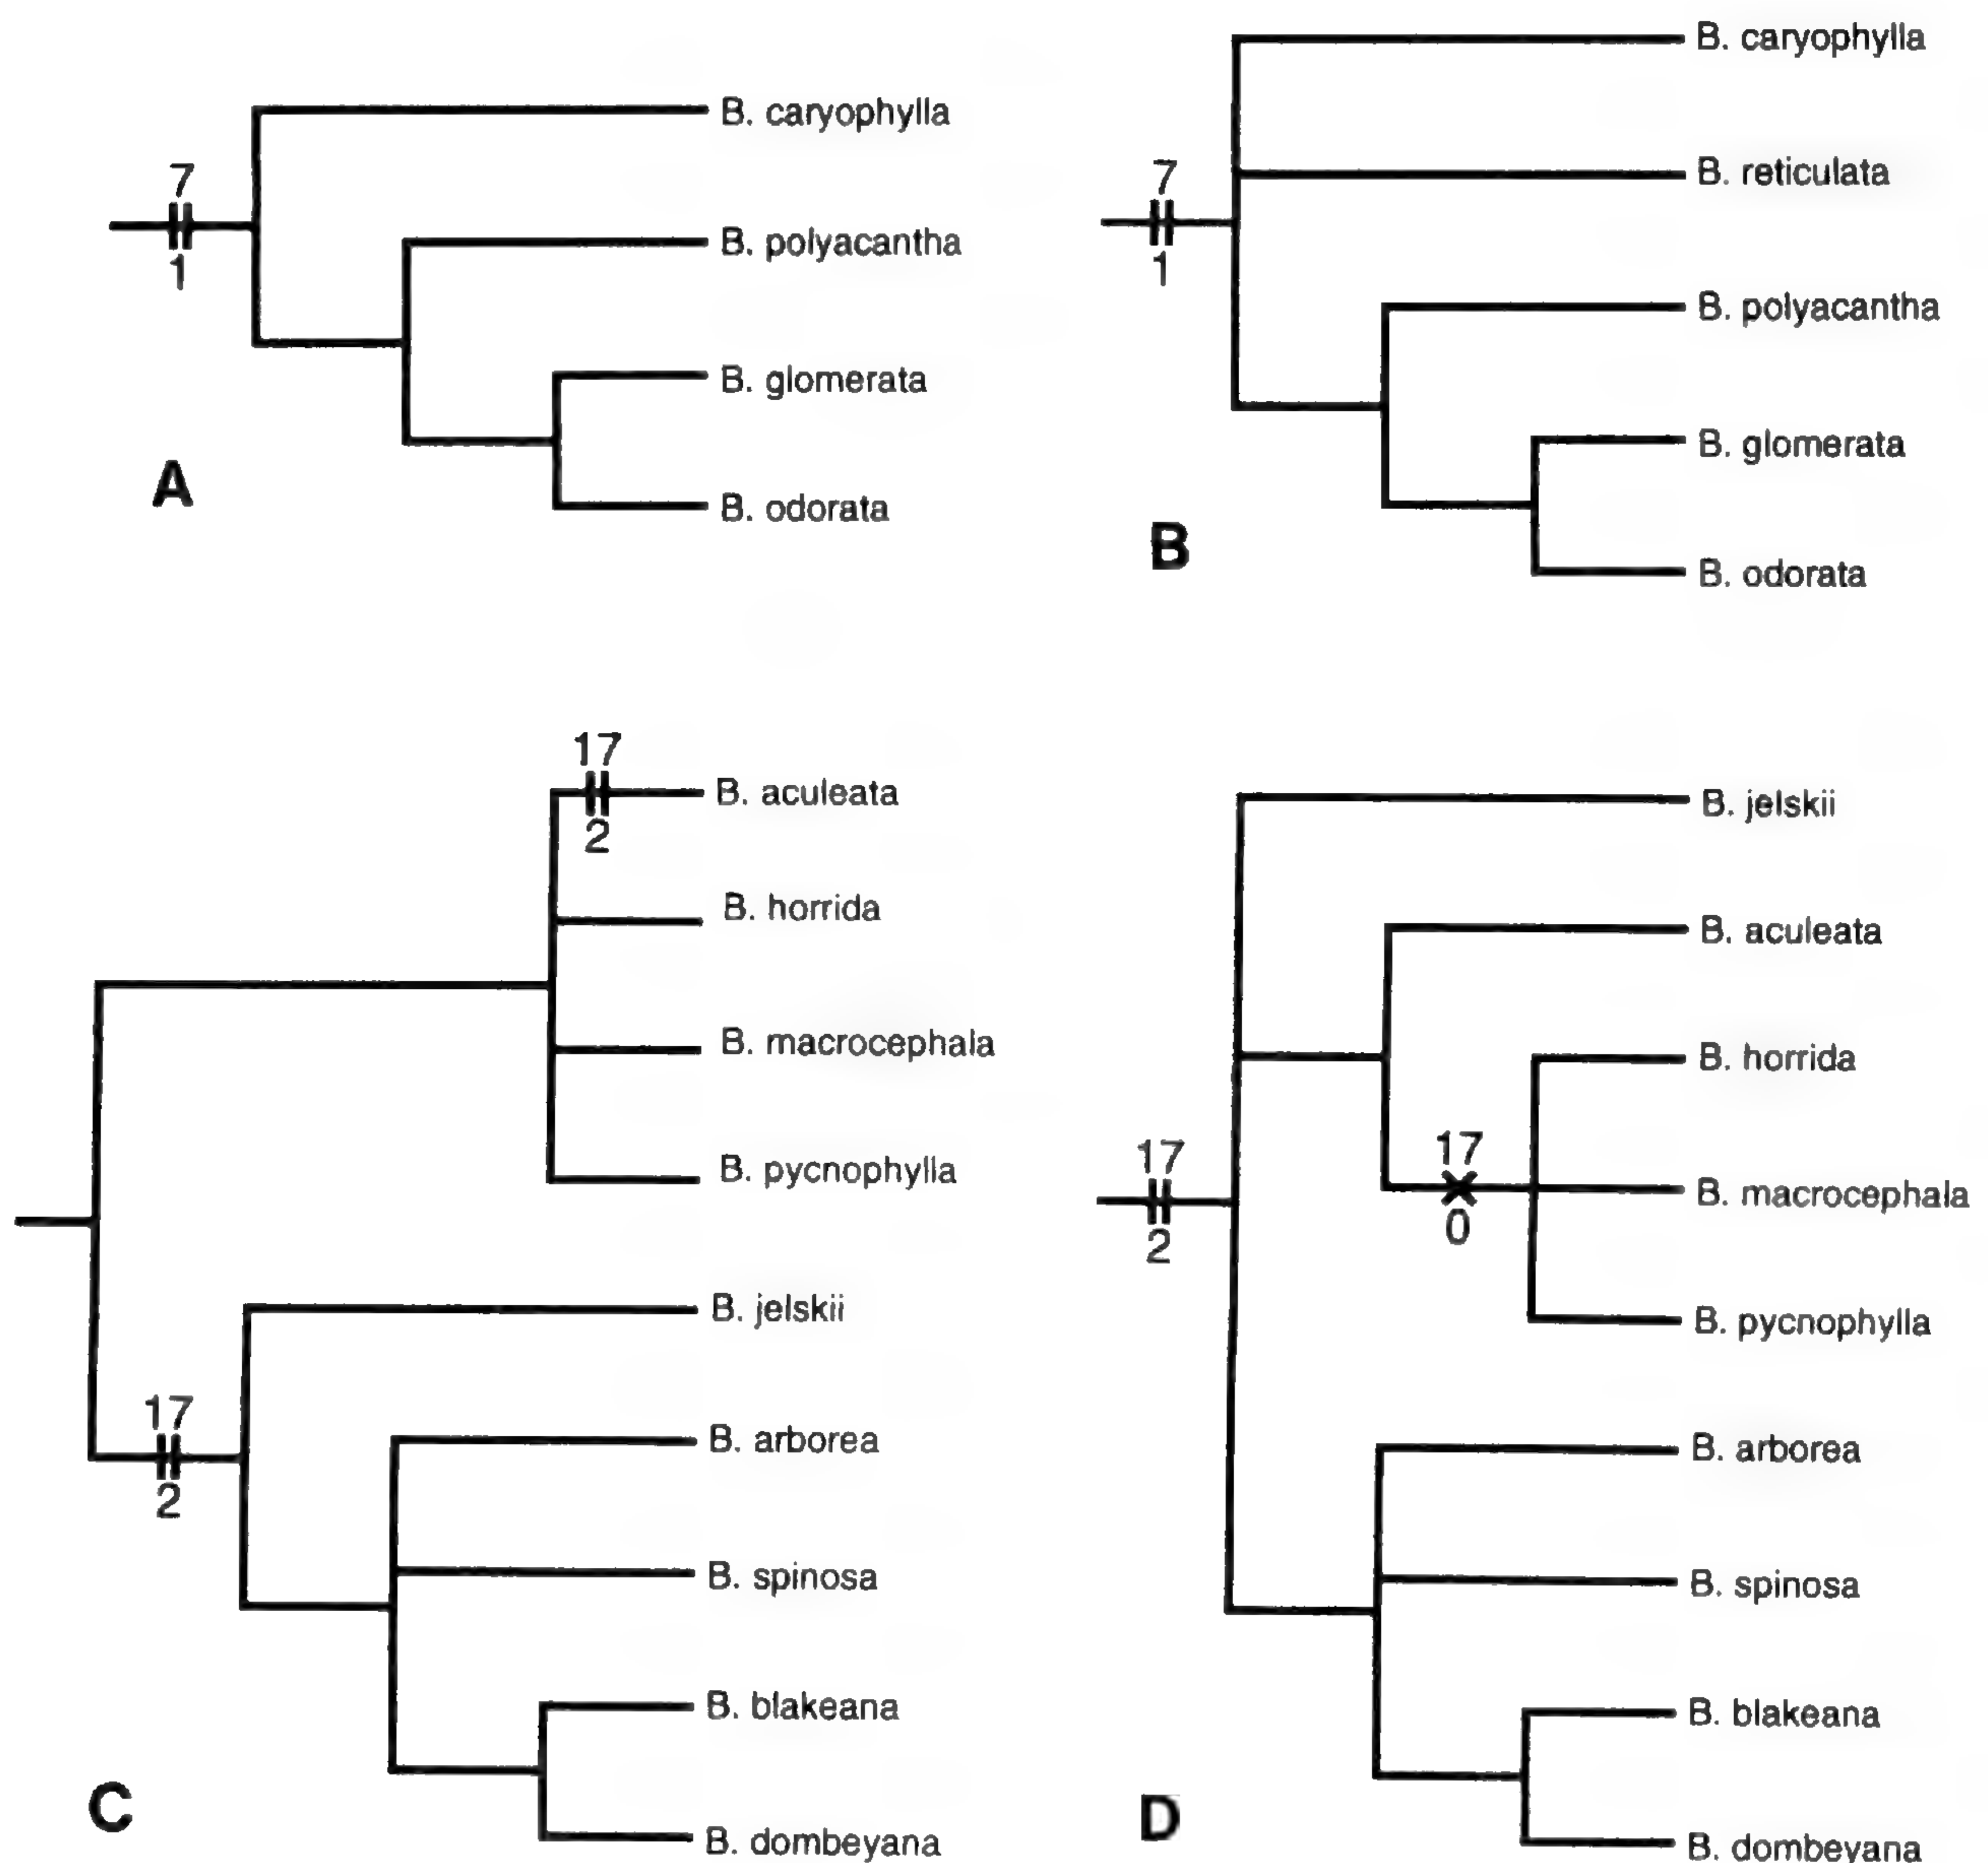 B. caryophylla
7
1
B. polyacantha
B. glomerata
B. odorata
A
B. caryophylla
B. reticulata
7
1
B. polyacantha
B. glomerata
B. odorata
B
17
2
B. aculeata
B. horrida
B. macrocephala
B. pycnophylla
B. jelskii
17
2
B. arborea
B. spinosa
B. blakeana
B. dombeyana
C
B. jelskii
B. aculeata
B. horrida
17
2
17
0
B. macrocephala
B. pycnophylla
B. arborea
B. spinosa
B. blakeana
B. dombeyana
D